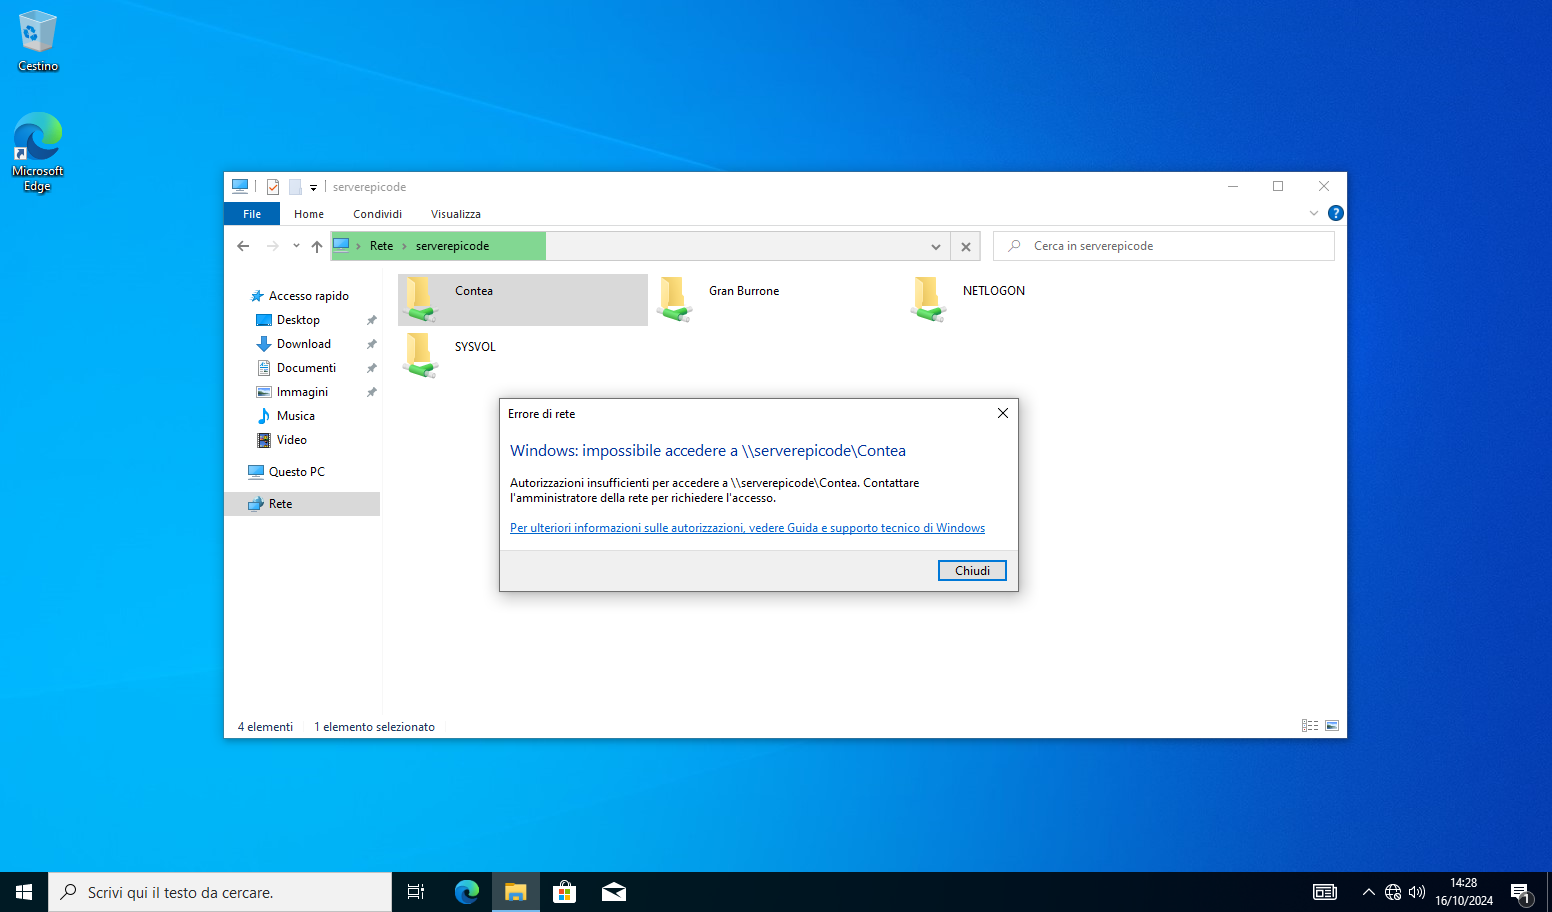 Cestino
Microsoft
Edge
serverepicode
File
Home
Condividi
Visualizza
?
Rete
serverepicode
Cerca in serverepicode
Accesso rapido
Desktop
Download
Documenti
Immagini
Musica
Video
Questo PC
Rete
Contea
Gran Burrone
NETLOGON
SYSVOL
Errore di rete
Windows: impossibile accedere a \\serverepicode\Contea
Autorizzazioni insufficienti per accedere a \\serverepicode\Contea. Contattare
l'amministratore della rete per richiedere l'accesso.
Per ulteriori informazioni sulle autorizzazioni, vedere Guida e supporto tecnico di Windows
Chiudi
4 elementi
1 elemento selezionato
Scrivi qui il testo da cercare.
14:28
16/10/2024
1